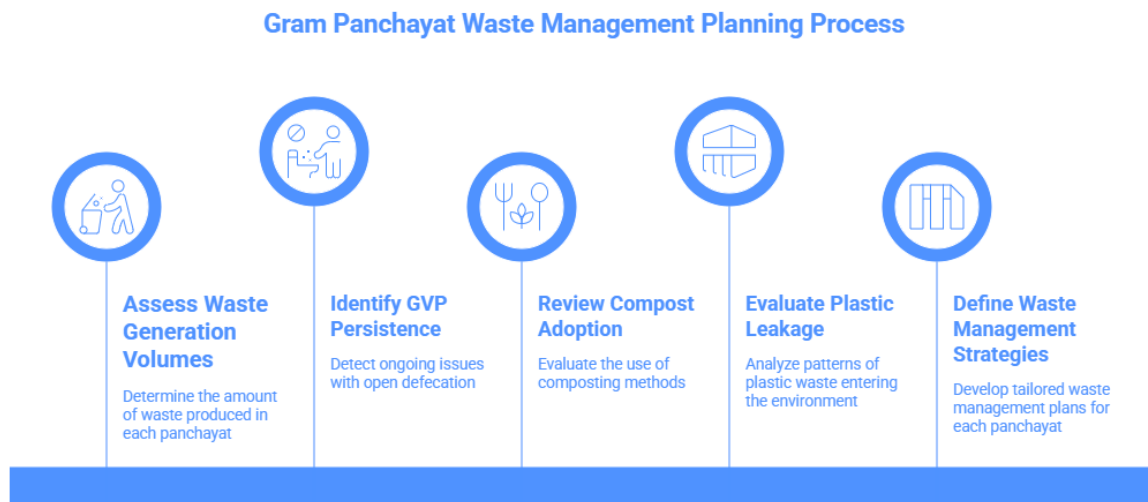 Gram Panchayat Waste Management Planning Process
Assess Waste
Generation
Volumes
Determine the amount
of waste produced in
each panchayat
Identify GVP
Persistence
Detect ongoing issues
with open defecation
Review Compost
Adoption
Evaluate the use of
composting methods
Evaluate Plastic
Leakage
Analyze patterns of
plastic waste entering
the environment
Define Waste
Management
Strategies
Develop tailored waste
management plans for
each panchayat